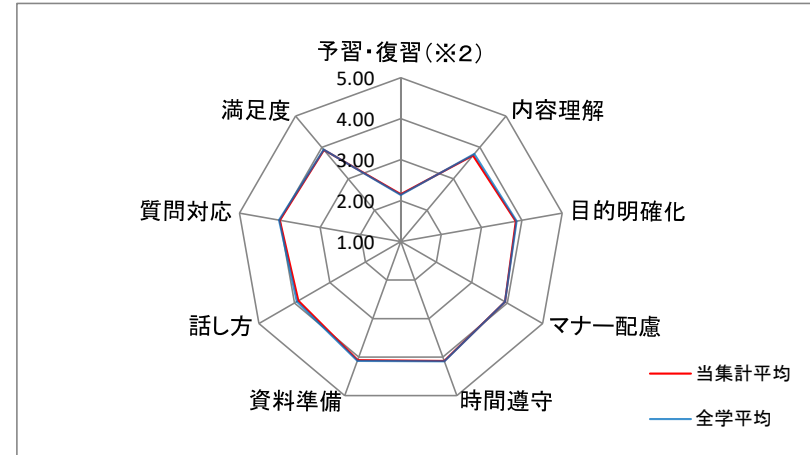 予習・復習(※2)
5.00
4.00
3.00
2.00
1.00
内容理解
目的明確化
マナー配慮
時間遵守
資料準備
話し方
質問対応
満足度
当集計平均
全学平均